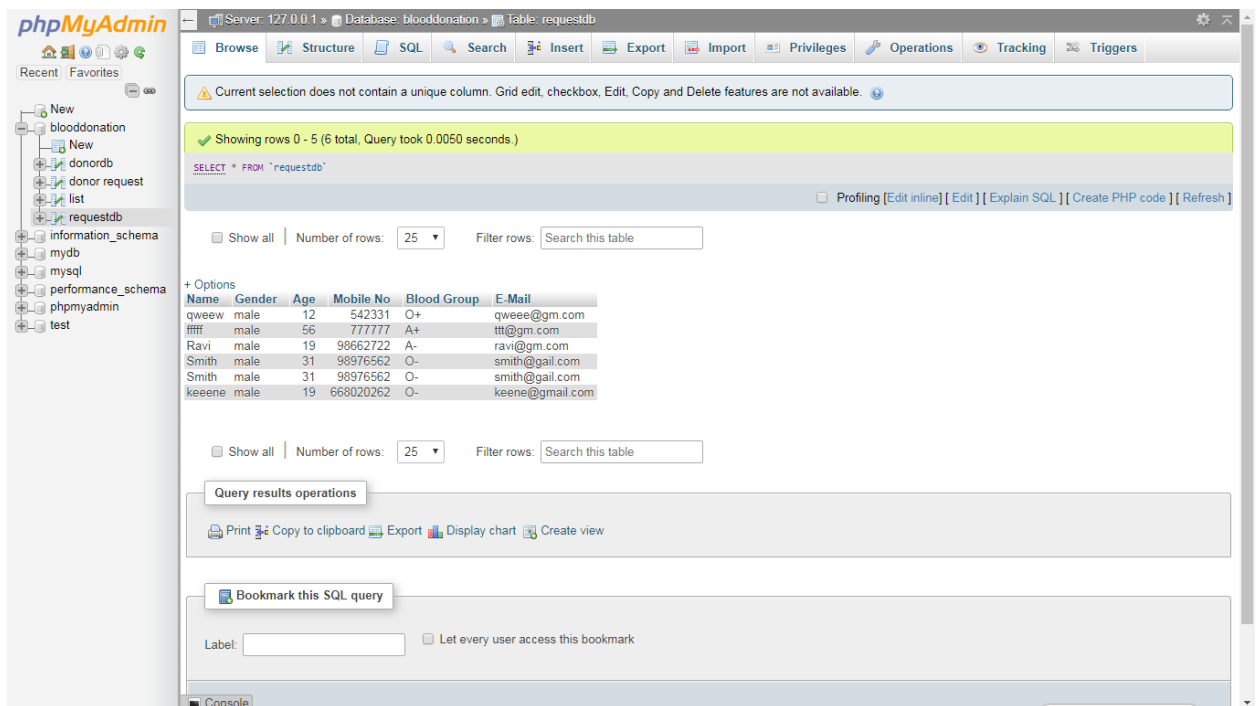 phpMyAdmin
Recent Favorites
New
blooddonation
New
donordb
donor request
list
requestdb
information_schema
mydb
mysql
performance_schema
phpmyadmin
test
Server: 127.0.0.1 » Database: blooddonation » Table: requestdb
Browse Structure SQL Search Insert Export Import Privileges Operations Tracking Triggers
Current selection does not contain a unique column. Grid edit, checkbox, Edit, Copy and Delete features are not available.
Showing rows 0 - 5 (6 total, Query took 0.0050 seconds.)
SELECT * FROM `requestdb`
Profiling [Edit inline] [ Edit ] [ Explain SQL ] [ Create PHP code ] [ Refresh ]
Show all | Number of rows: 25 Filter rows: Search this table
+ Options
Name Gender Age Mobile No Blood Group E-Mail
qweew male 12 542331 O+ qweee@gm.com
fffff male 56 777777 A+ ttt@gm.com
Ravi male 19 98662722 A- ravi@gm.com
Smith male 31 98976562 O- smith@gail.com
Smith male 31 98976562 O- smith@gail.com
keeene male 19 668020262 O- keene@gmail.com
Show all | Number of rows: 25 Filter rows: Search this table
Query results operations
Print Copy to clipboard Export Display chart Create view
Bookmark this SQL query
Label: Let every user access this bookmark
Console